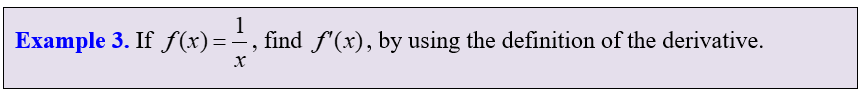 Example 3. If f(x) = 1/x, find f′(x), by using the definition of the derivative.